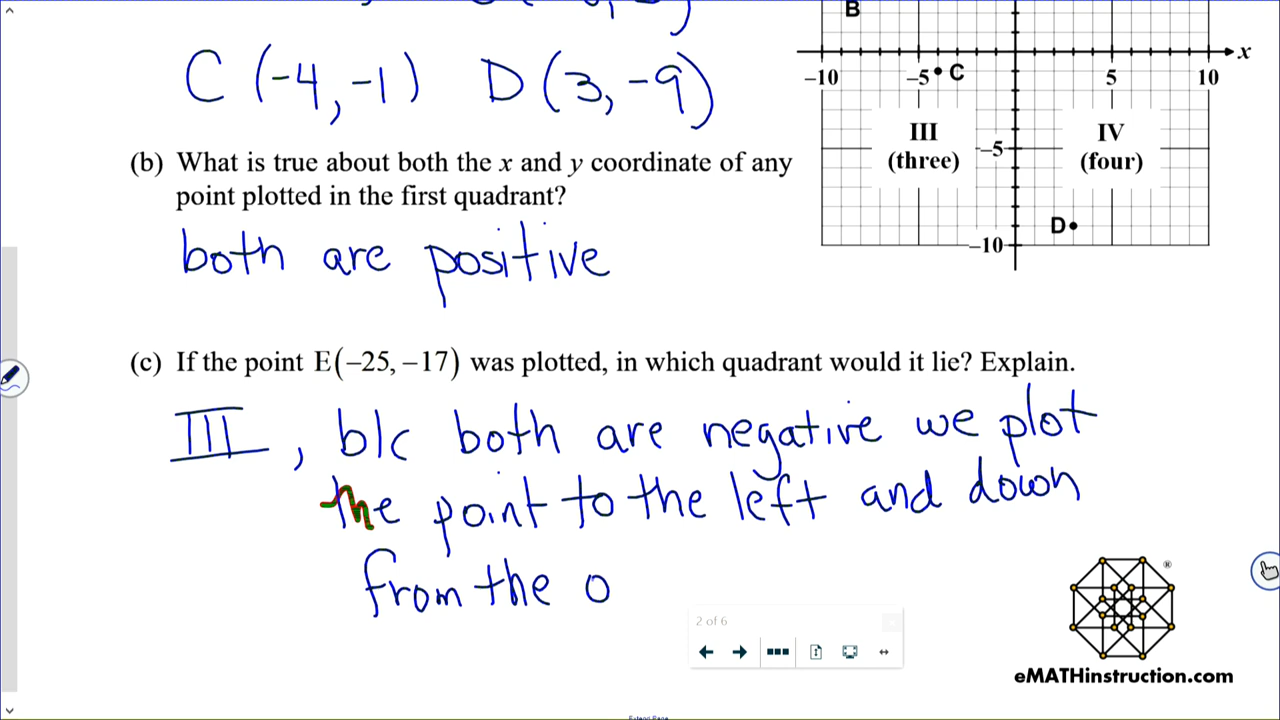 C (-4, -1) D (3, -9)
B
x
-10 -5 C 5 10
III
(three)
IV
(four)
-5
D
-10
(b) What is true about both the x and y coordinate of any
point plotted in the first quadrant?
both are positive
(c) If the point E(–25, –17) was plotted, in which quadrant would it lie? Explain.
III, b/c both are negative we plot
the point to the left and down
from the o
2 of 6
®
eMATHinstruction.com
Extend Page